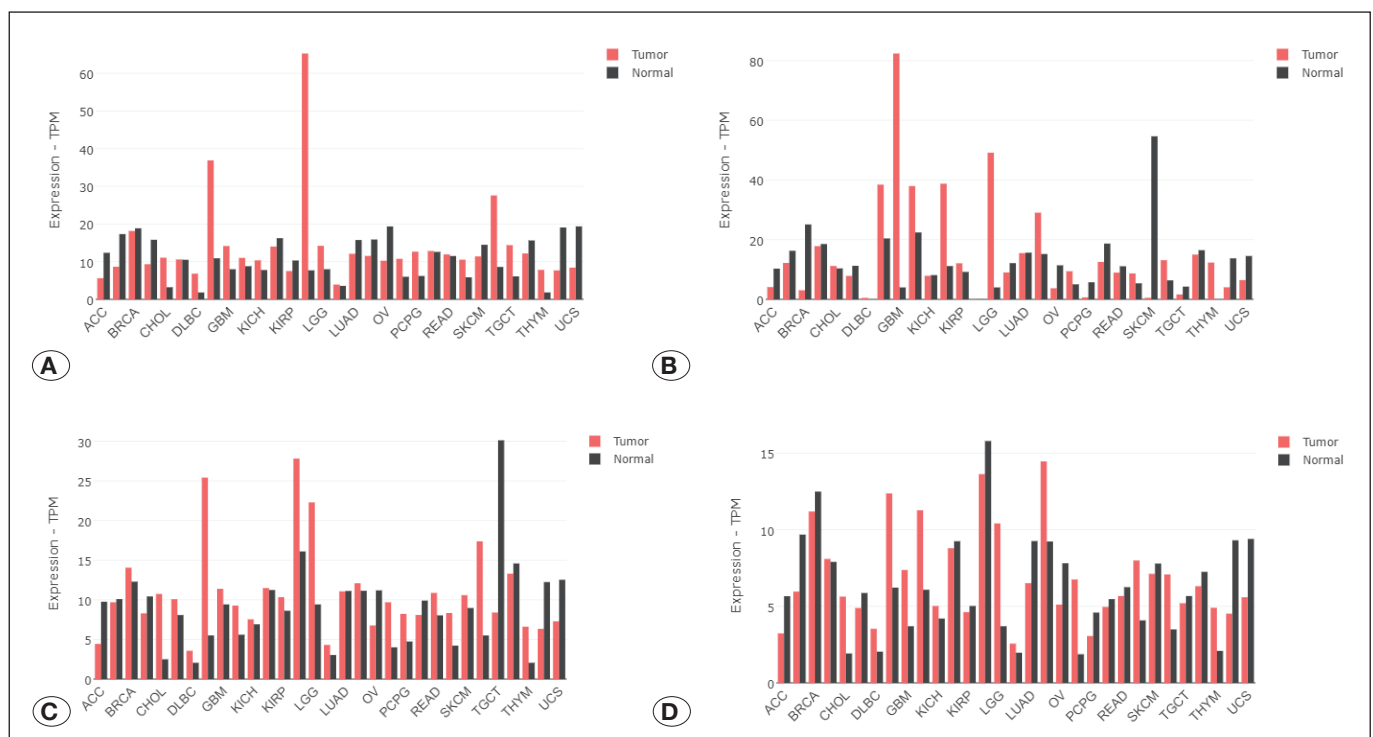 Tumor
Normal
Expression - TPM
60
50
40
30
20
10
0
ACC
BRCA
CHOL
DLBC
GBM
KICH
KIRP
LGG
LUAD
OV
PCPG
READ
SKCM
TGCT
THYM
UCS
A
Tumor
Normal
Expression - TPM
80
60
40
20
0
ACC
BRCA
CHOL
DLBC
GBM
KICH
KIRP
LGG
LUAD
OV
PCPG
READ
SKCM
TGCT
THYM
UCS
B
Tumor
Normal
Expression - TPM
30
25
20
15
10
5
0
ACC
BRCA
CHOL
DLBC
GBM
KICH
KIRP
LGG
LUAD
OV
PCPG
READ
SKCM
TGCT
THYM
UCS
C
Tumor
Normal
Expression - TPM
15
10
5
0
ACC
BRCA
CHOL
DLBC
GBM
KICH
KIRP
LGG
LUAD
OV
PCPG
READ
SKCM
TGCT
THYM
UCS
D